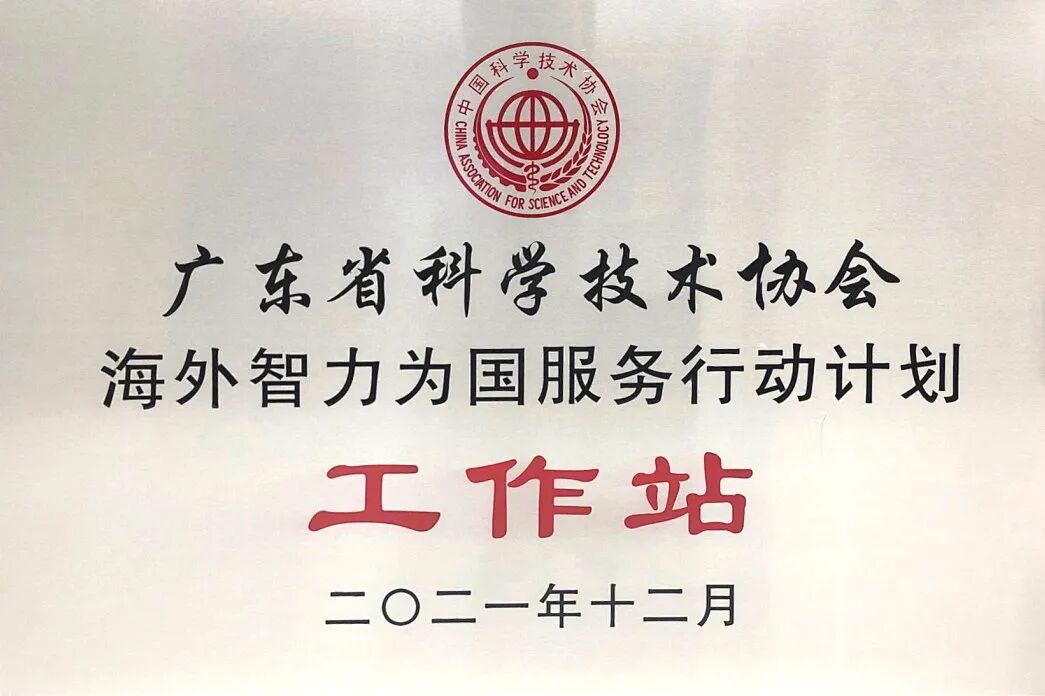 中国科学技术协会
CHINA ASSOCIATION FOR SCIENCE AND TECHNOLOGY
广东省科学技术协会
海外智力为国服务行动计划
工作站
二〇二一年十二月